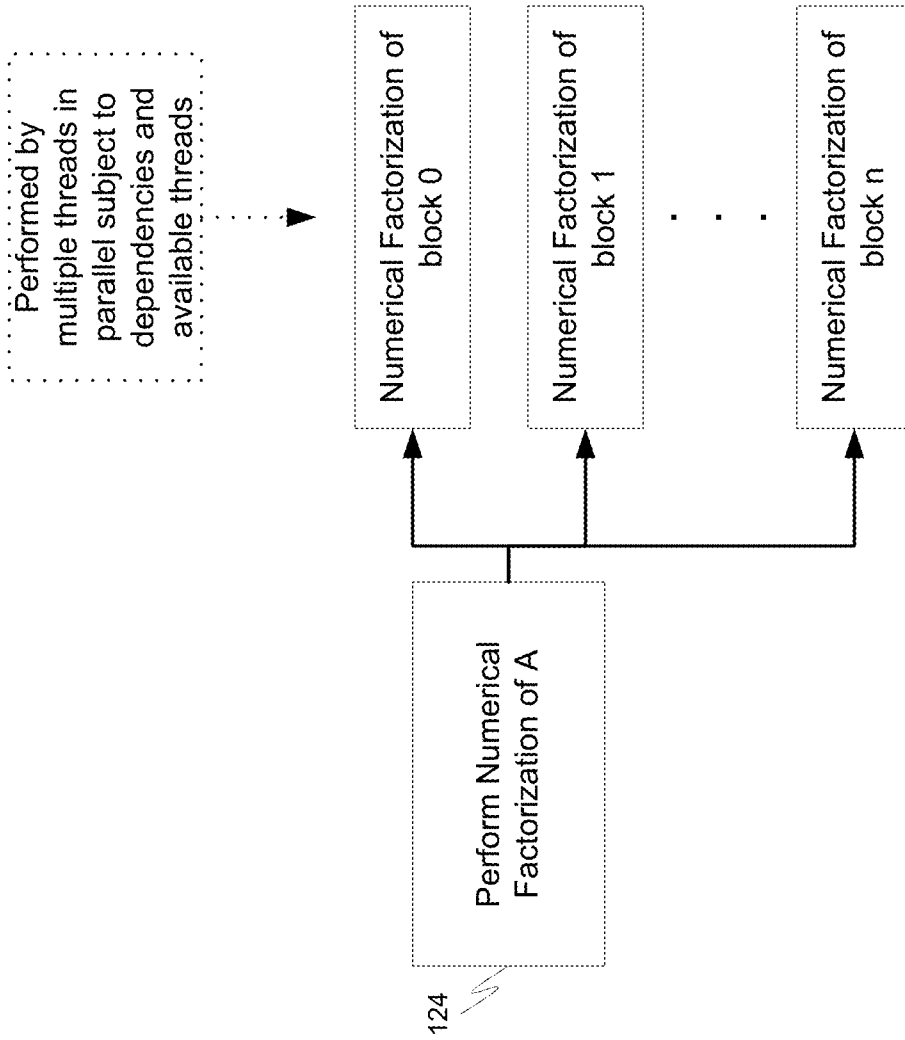 Performed by
multiple threads in
parallel subject to
dependencies and
available threads
124
Perform Numerical
Factorization of A
Numerical Factorization of
block 0
Numerical Factorization of
block 1
. . .
Numerical Factorization of
block n